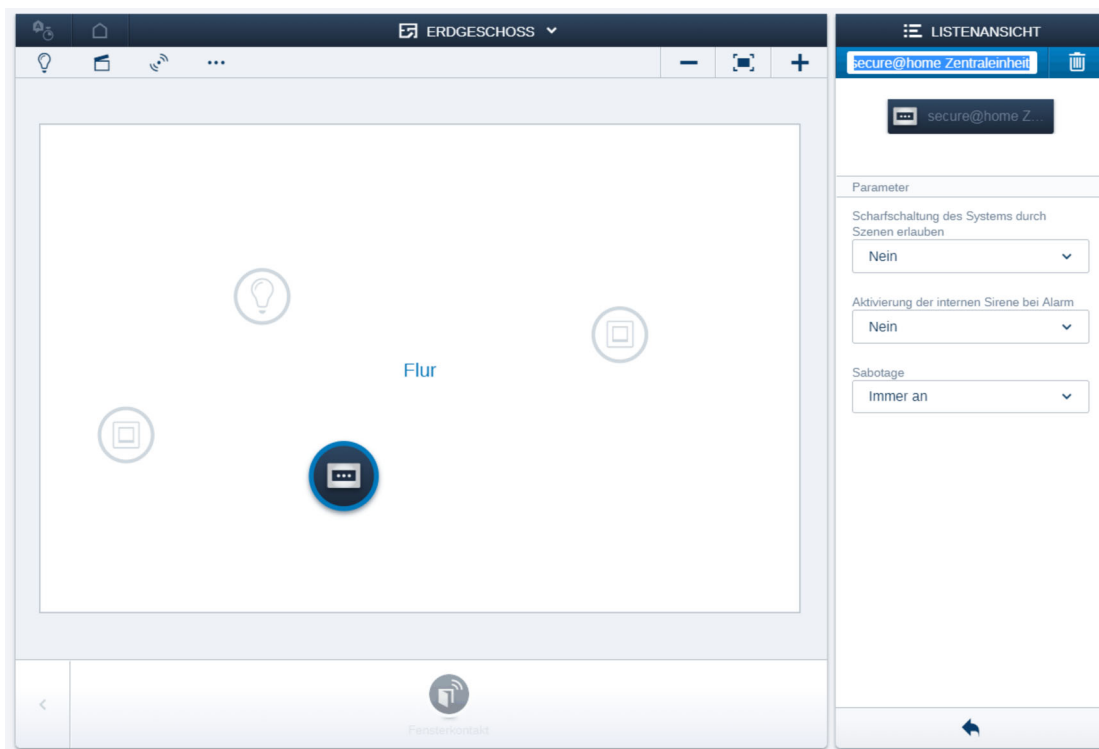 ERDGESCHOSS
LISTENANSICHT
secure@home Zentraleinheit
secure@home Z...
Parameter
Scharfschaltung des Systems durch
Szenen erlauben
Nein
Aktivierung der internen Sirene bei Alarm
Nein
Sabotage
Immer an
Flur
Fensterkontakt